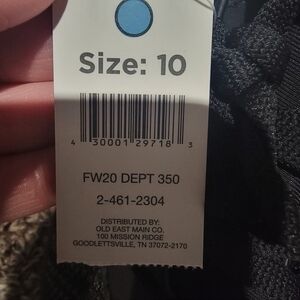 Size: 10
4 30001 29718 3
FW20 DEPT 350
2-461-2304
DISTRIBUTED BY:
OLD EAST MAIN CO.
100 MISSION RIDGE
GOODLETTSVILLE, TN 37072-2170